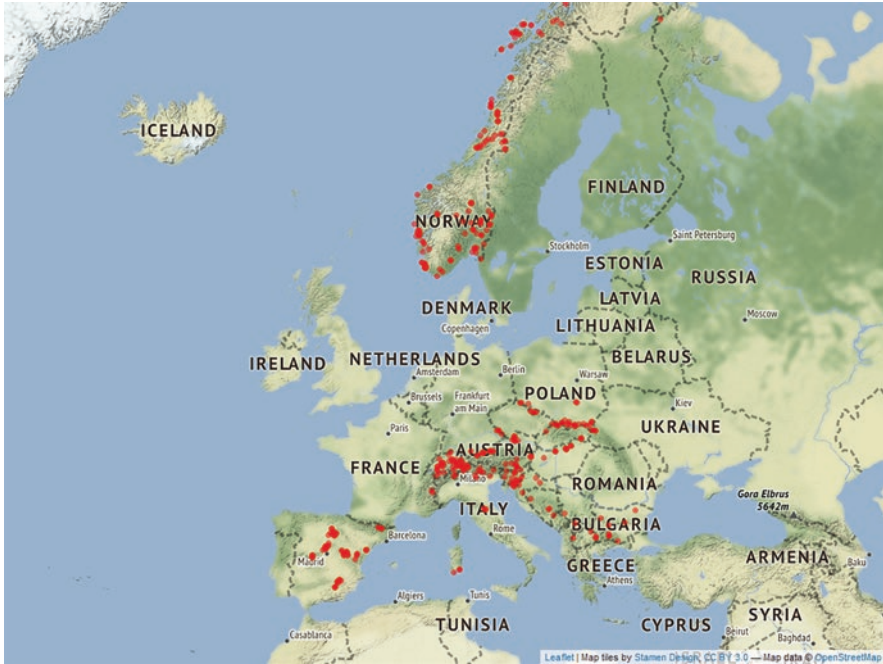 ICELAND
FINLAND
NORWAY
Saint Petersburg
Stockholm
ESTONIA
RUSSIA
LATVIA
DENMARK
Moscow
Copenhagen
LITHUANIA
BELARUS
IRELAND
NETHERLANDS
Amsterdam
Berlin
Warsaw
POLAND
Brussels
Frankfurt
am Main
Kiev
UKRAINE
Paris
AUSTRIA
FRANCE
Milano
ROMANIA
Gora Elbrus
5642m
ITALY
BULGARIA
Rome
Barcelona
Madrid
GREECE
ARMENIA
Baku
Athens
Algiers
Tunis
SYRIA
TUNISIA
CYPRUS
Casablanca
Beirut
Baghdad
Leaflet | Map tiles by Stamen Design, CC BY 3.0 — Map data © OpenStreetMap